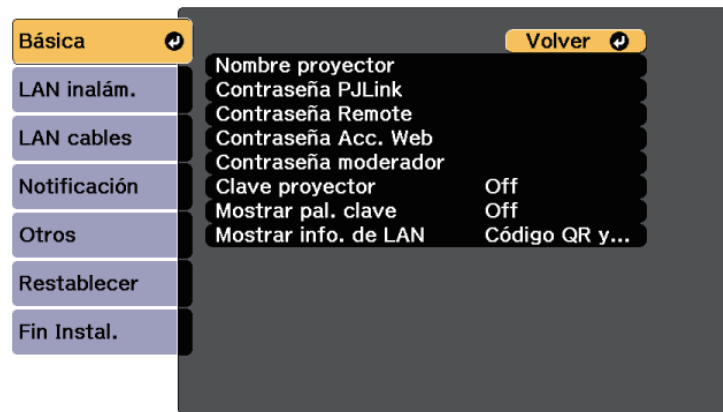 Básica
LAN inalám.
LAN cables
Notificación
Otros
Restablecer
Fin Instal.
Volver
Nombre proyector
Contraseña PJLink
Contraseña Remote
Contraseña Acc. Web
Contraseña moderador
Clave proyector Off
Mostrar pal. clave Off
Mostrar info. de LAN Código QR y...